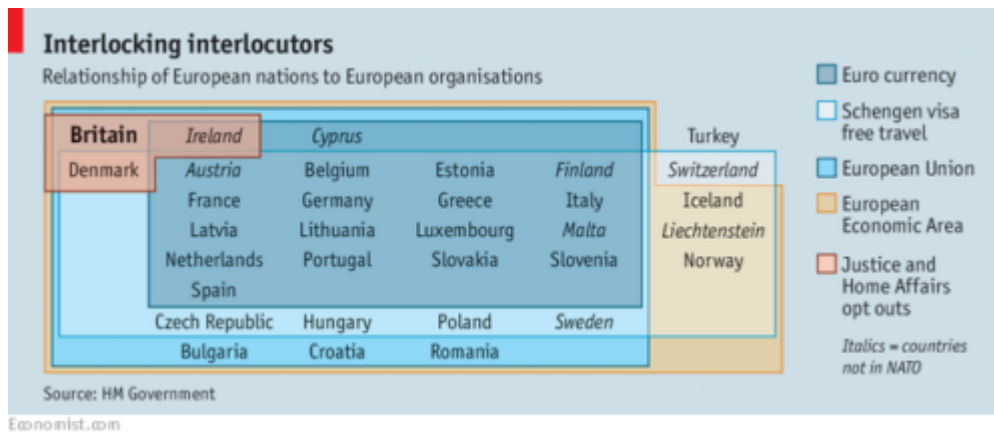 Interlocking interlocutors
Relationship of European nations to European organisations
Britain Ireland Cyprus Turkey
Denmark Austria Belgium Estonia Finland Switzerland
France Germany Greece Italy Iceland
Latvia Lithuania Luxembourg Malta Liechtenstein
Netherlands Portugal Slovakia Slovenia Norway
Spain
Czech Republic Hungary Poland Sweden
Bulgaria Croatia Romania
Euro currency
Schengen visa
free travel
European Union
European
Economic Area
Justice and
Home Affairs
opt outs
Italics = countries
not in NATO
Source: HM Government
Economist.com